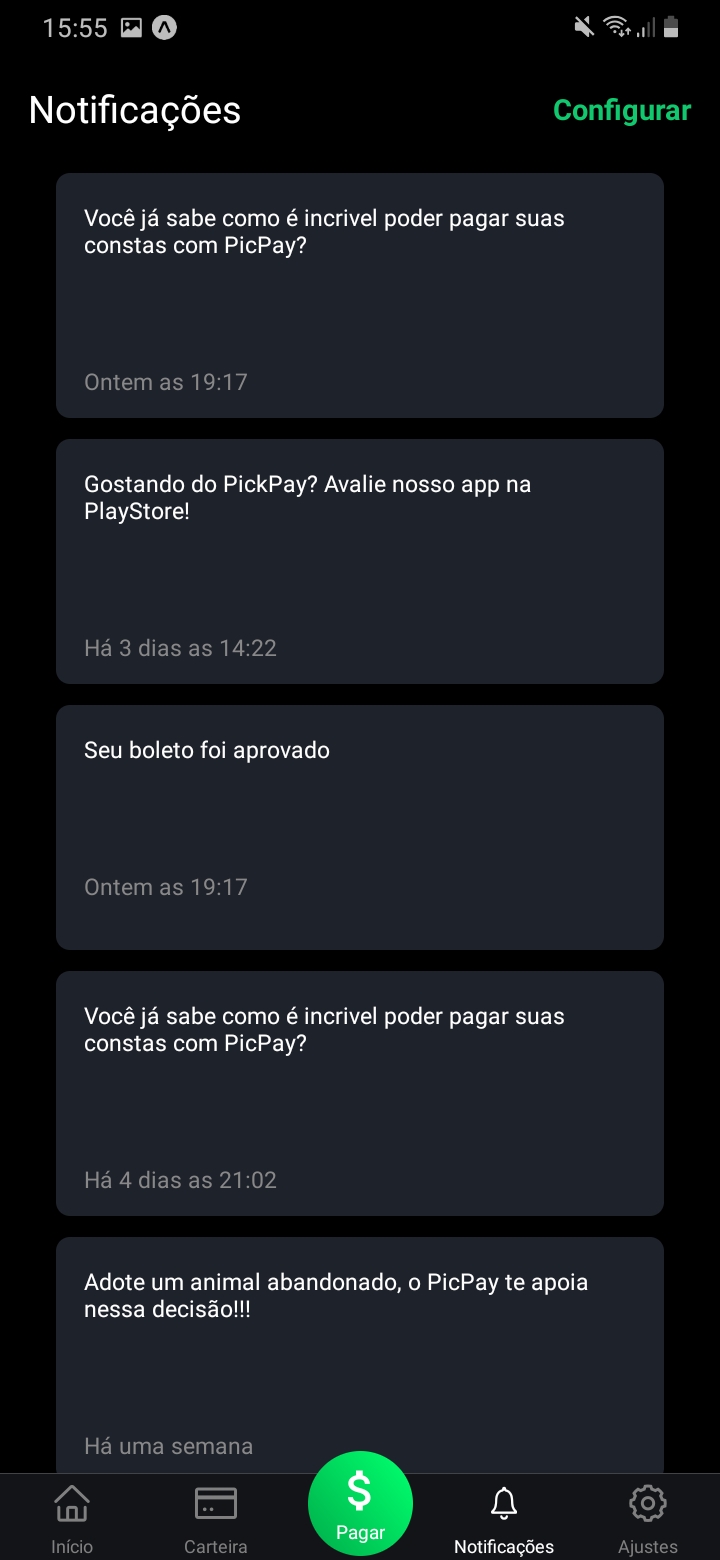 15:55
Notificações
Configurar
Você já sabe como é incrivel poder pagar suas
constas com PicPay?
Ontem as 19:17
Gostando do PickPay? Avalie nosso app na
PlayStore!
Há 3 dias as 14:22
Seu boleto foi aprovado
Ontem as 19:17
Você já sabe como é incrivel poder pagar suas
constas com PicPay?
Há 4 dias as 21:02
Adote um animal abandonado, o PicPay te apoia
nessa decisão!!!
Há uma semana
$
Início
Carteira
Pagar
Notificações
Ajustes